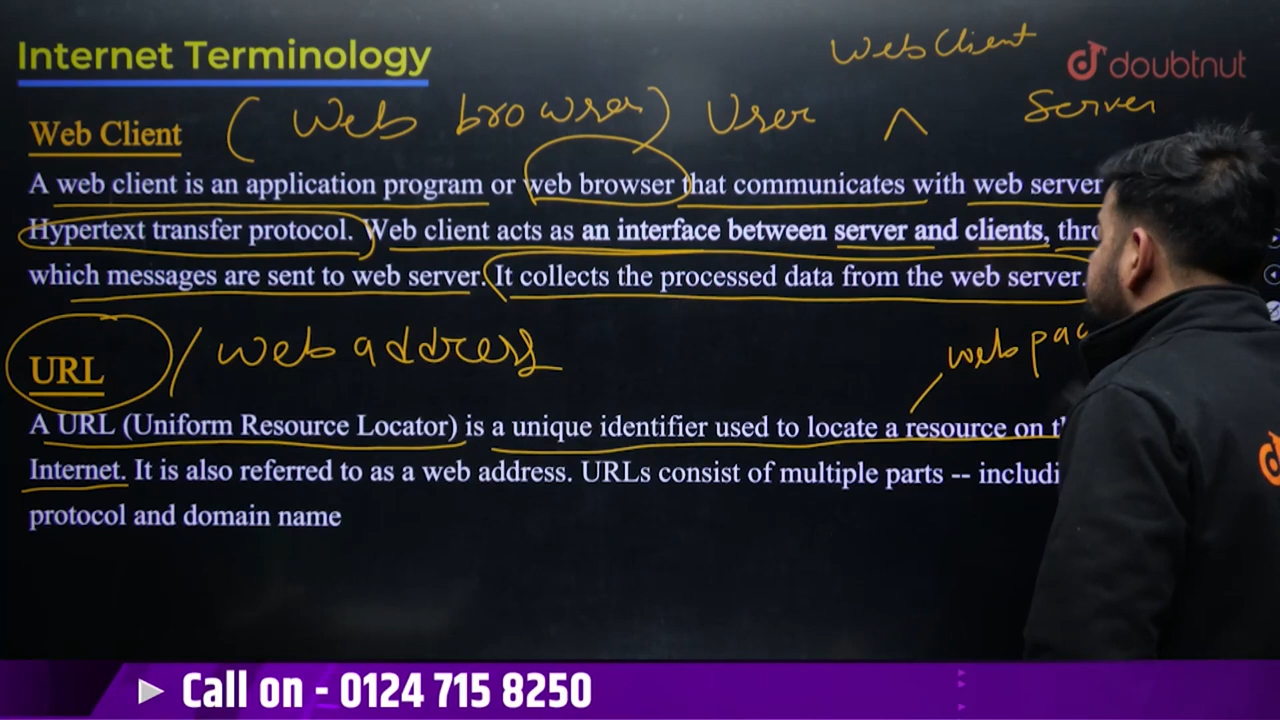 Internet Terminology
Web Client
doubtnut
Web Client (Web browser) User ^ Server
A web client is an application program or web browser that communicates with web server
Hypertext transfer protocol. Web client acts as an interface between server and clients,
which messages are sent to web server. It collects the processed data from the web server.
URL / web address
web
A URL (Uniform Resource Locator) is a unique identifier used to locate a resource on
Internet. It is also referred to as a web address. URLs consist of multiple parts --
protocol and domain name
Call on - 0124 715 8250